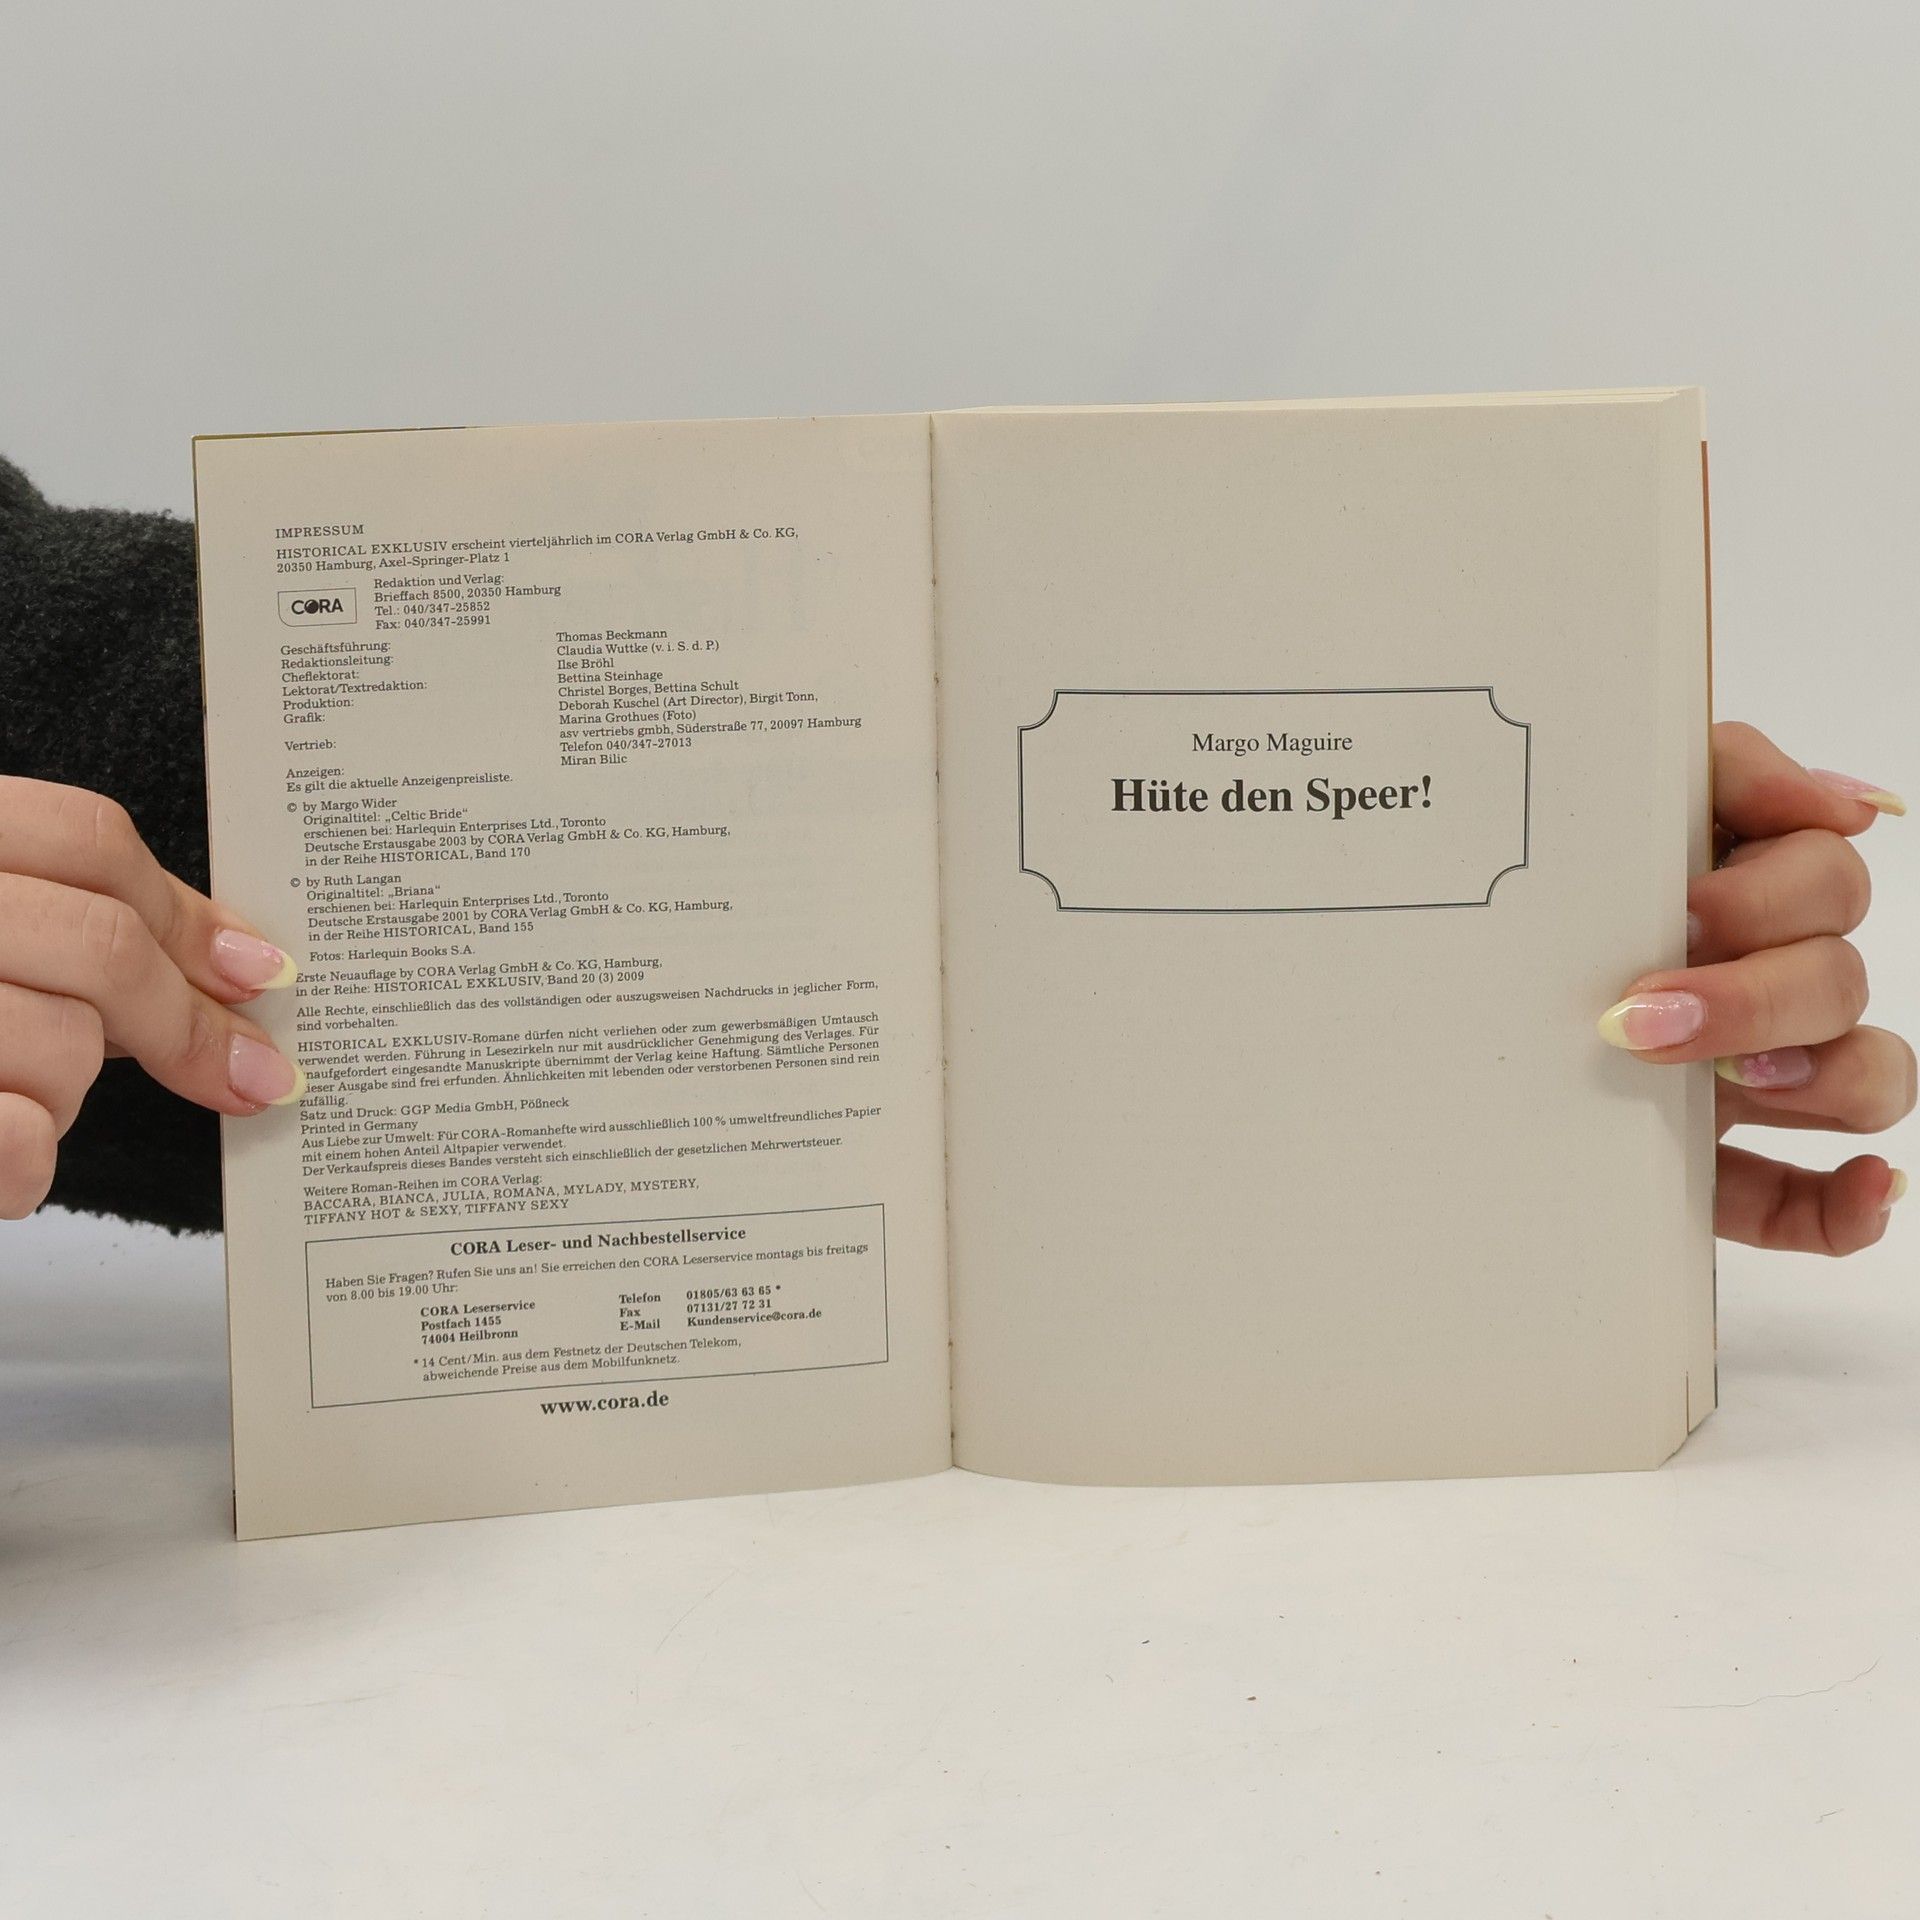 IMPRESSUM
HISTORICAL EXKLUSIV erscheint vierteljährlich im CORA Verlag GmbH & Co. KG,
20350 Hamburg, Axel-Springer-Platz 1
CORA
Redaktion und Verlag:
Brieffach 8500, 20350 Hamburg
Tel.: 040/347-25852
Fax: 040/347-25991
Geschäftsführung:
Redaktionsleitung:
Cheflektorat:
Lektorat/Textredaktion:
Produktion:
Grafik:
Vertrieb:
Anzeigen:
Thomas Beckmann
Claudia Wuttke (v. i. S. d. P.)
Ilse Bröhl
Bettina Steinhage
Christel Borges, Bettina Schult
Deborah Kuschel (Art Director), Birgit Tonn,
Marina Grothues (Foto)
asv vertriebs gmbh, Süderstraße 77, 20097 Hamburg
Telefon 040/347-27013
Miran Bilic
Es gilt die aktuelle Anzeigenpreisliste.
© by Margo Wider
Originaltitel: „Celtic Bride“
erschienen bei: Harlequin Enterprises Ltd., Toronto
Deutsche Erstausgabe 2003 by CORA Verlag GmbH & Co. KG, Hamburg,
in der Reihe HISTORICAL, Band 170
© by Ruth Langan
Originaltitel: „Briana“
erschienen bei: Harlequin Enterprises Ltd., Toronto
Deutsche Erstausgabe 2001 by CORA Verlag GmbH & Co. KG, Hamburg,
in der Reihe HISTORICAL, Band 155
Fotos: Harlequin Books S.A.
Erste Neuauflage by CORA Verlag GmbH & Co. KG, Hamburg,
in der Reihe: HISTORICAL EXKLUSIV, Band 20 (3) 2009
Alle Rechte, einschließlich das des vollständigen oder auszugsweisen Nachdrucks in jeglicher Form,
sind vorbehalten.
HISTORICAL EXKLUSIV-Romane dürfen nicht verliehen oder zum gewerbsmäßigen Umtausch
verwendet werden. Führung in Lesezirkeln nur mit ausdrücklicher Genehmigung des Verlages. Für
naufgefordert eingesandte Manuskripte übernimmt der Verlag keine Haftung. Sämtliche Personen
ieser Ausgabe sind frei erfunden. Ähnlichkeiten mit lebenden oder verstorbenen Personen sind rein
zufällig.
Satz und Druck: GGP Media GmbH, Pößneck
Printed in Germany
Aus Liebe zur Umwelt: Für CORA-Romanhefte wird ausschließlich 100 % umweltfreundliches Papier
mit einem hohen Anteil Altpapier verwendet.
Der Verkaufspreis dieses Bandes versteht sich einschließlich der gesetzlichen Mehrwertsteuer.
Weitere Roman-Reihen im CORA Verlag:
BACCARA, BIANCA, JULIA, ROMANA, MYLADY, MYSTERY,
TIFFANY HOT & SEXY, TIFFANY SEXY
CORA Leser- und Nachbestellservice
Haben Sie Fragen? Rufen Sie uns an! Sie erreichen den CORA Leserservice montags bis freitags
von 8.00 bis 19.00 Uhr:
CORA Leserservice
Postfach 1455
74004 Heilbronn
Telefon 01805/63 63 65 *
Fax 07131/27 72 31
E-Mail Kundenservice@cora.de
* 14 Cent/Min. aus dem Festnetz der Deutschen Telekom,
abweichende Preise aus dem Mobilfunknetz.
www.cora.de
Margo Maguire
Hüte den Speer!